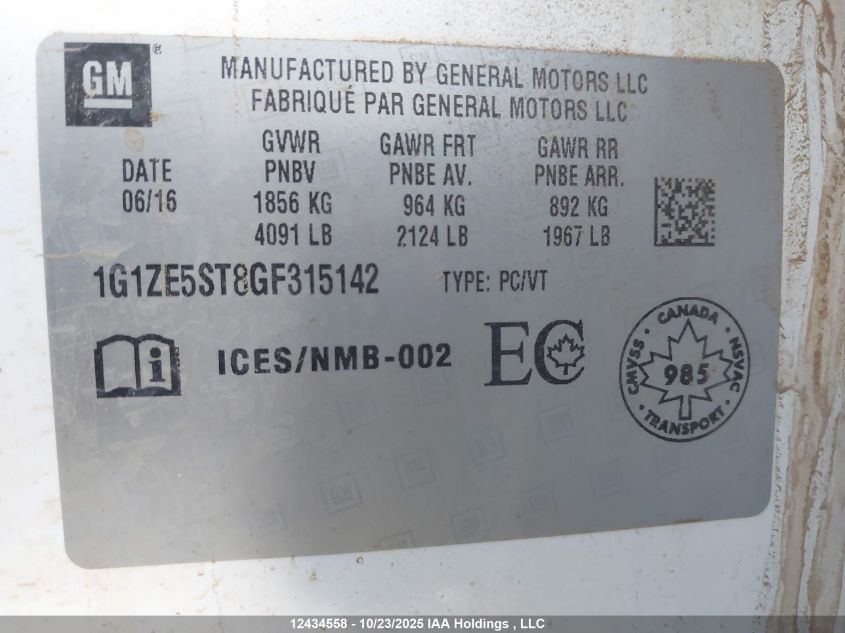 GM ®
MANUFACTURED BY GENERAL MOTORS LLC
FABRIQUÉ PAR GENERAL MOTORS LLC
GVWR GAWR FRT GAWR RR
DATE PNBV PNBE AV. PNBE ARR.
06/16 1856 KG 964 KG 892 KG
4091 LB 2124 LB 1967 LB
1G1ZE5ST8GF315142 TYPE: PC/VT
i ICES/NMB-002 EC
CANADA
CMVSS · 985 · NSVAC
· TRANSPORT ·
12434558 - 10/23/2025 IAA Holdings , LLC